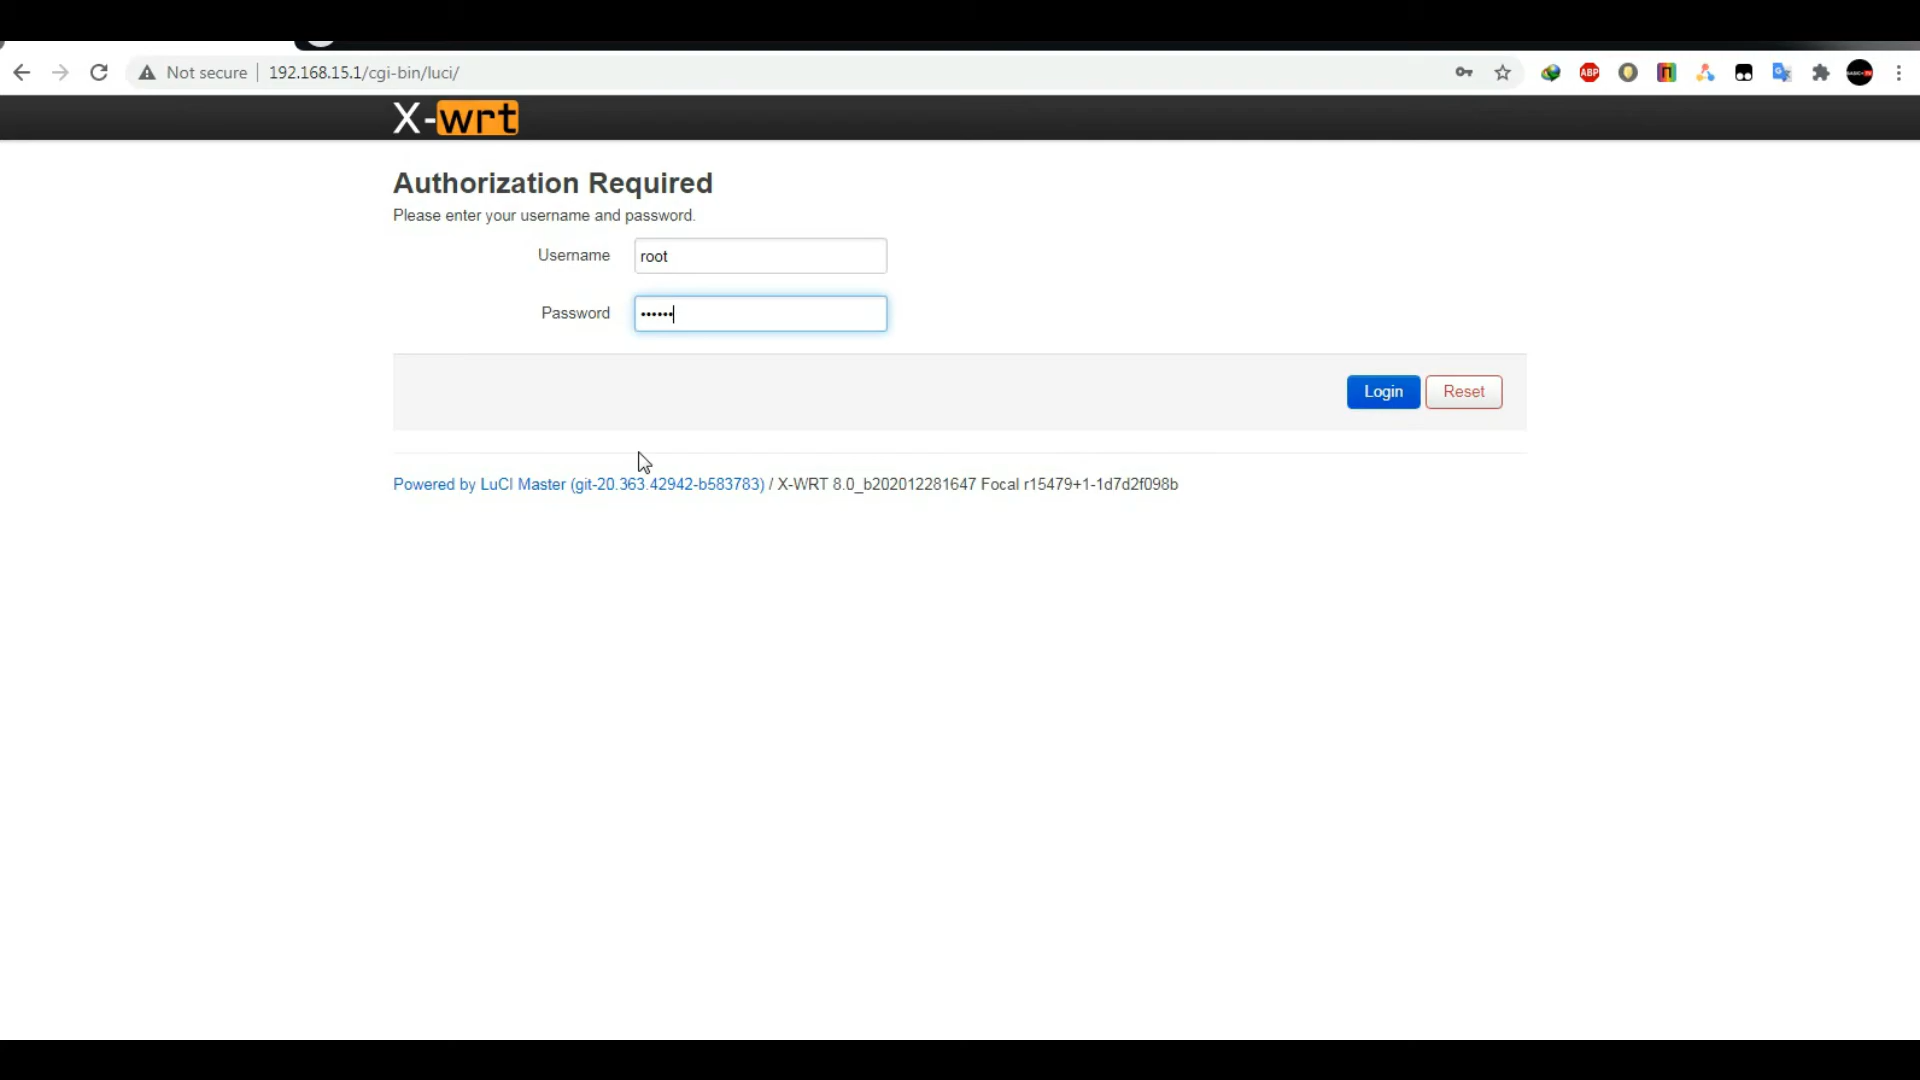 Not secure | 192.168.15.1/cgi-bin/luci/
ABP
X-wrt
Authorization Required
Please enter your username and password.
Username root
Password ••••••
Login Reset
Powered by LuCI Master (git-20.363.42942-b583783) / X-WRT 8.0_b202012281647 Focal r15479+1-1d7d2f098b